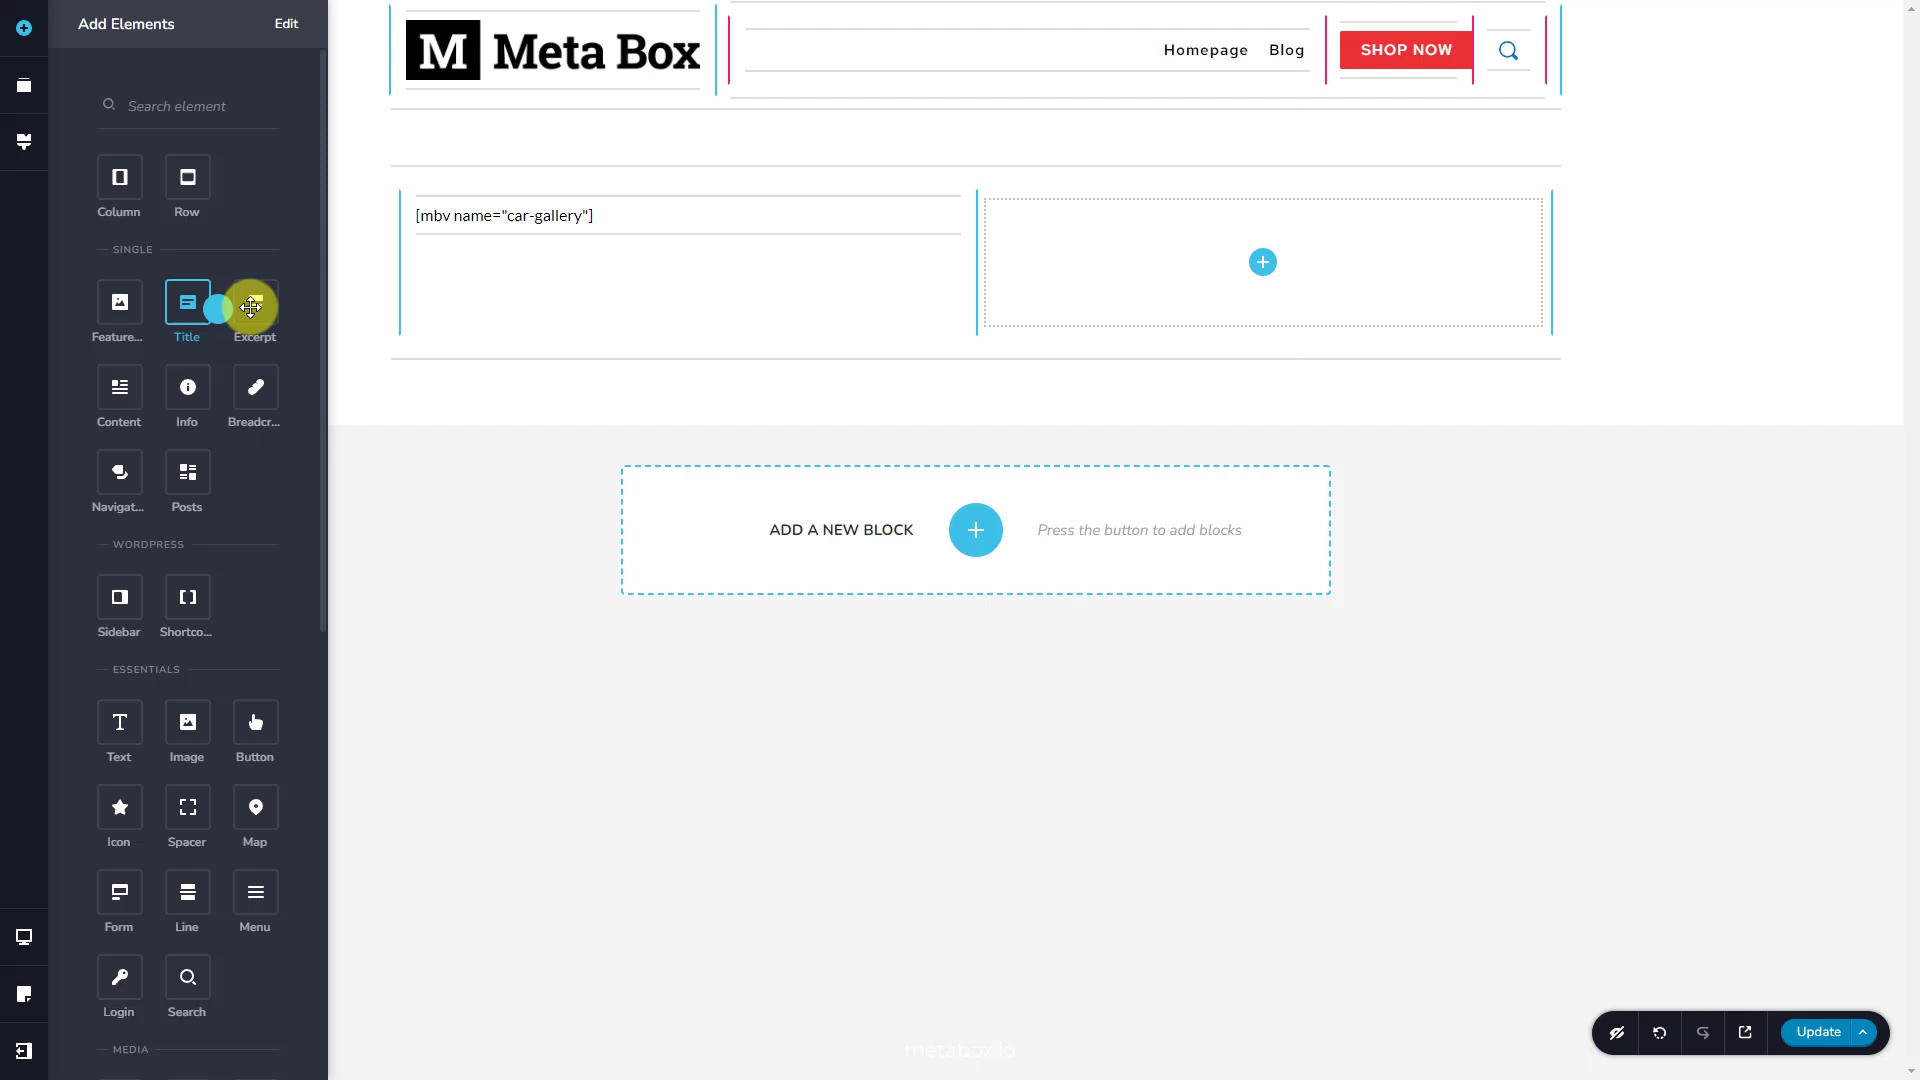 Add Elements
Edit
Search element
Column
Row
SINGLE
Feature...
Title
Excerpt
Content
Info
Breadcr...
Navigat...
Posts
WORDPRESS
Sidebar
Shortco...
ESSENTIALS
Text
Image
Button
Icon
Spacer
Map
Form
Line
Menu
Login
Search
MEDIA
M Meta Box
Homepage
Blog
SHOP NOW
[mbv name="car-gallery"]
ADD A NEW BLOCK
Press the button to add blocks
metabox.io
Update